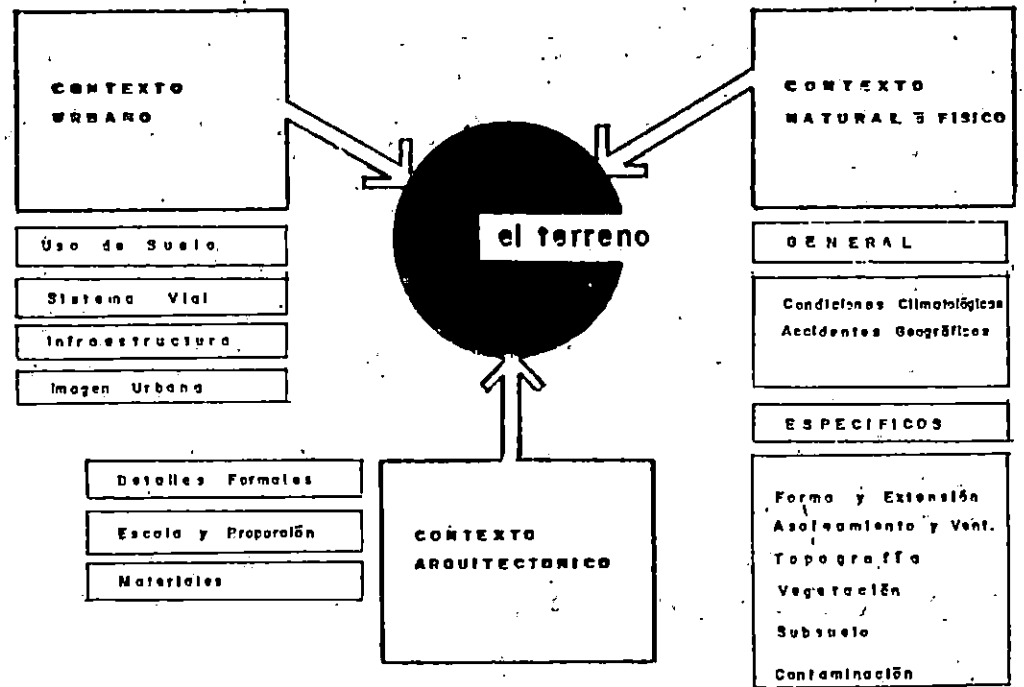 CONTEXTO
URBANO
Uso de Suelo
Sistema Vial
Infraestructura
Imagen Urbana
el terreno
CONTEXTO
NATURAL Ó FISICO
GENERAL
Condiciones Climatológicas
Accidentes Geográficos
ESPECIFICOS
Forma y Extensión
Asoleamiento y Vent.
Topografía
Vegetación
Subsuelo
Contaminación
Detalles Formales
Escala y Proporción
Materiales
CONTEXTO
ARQUITECTONICO